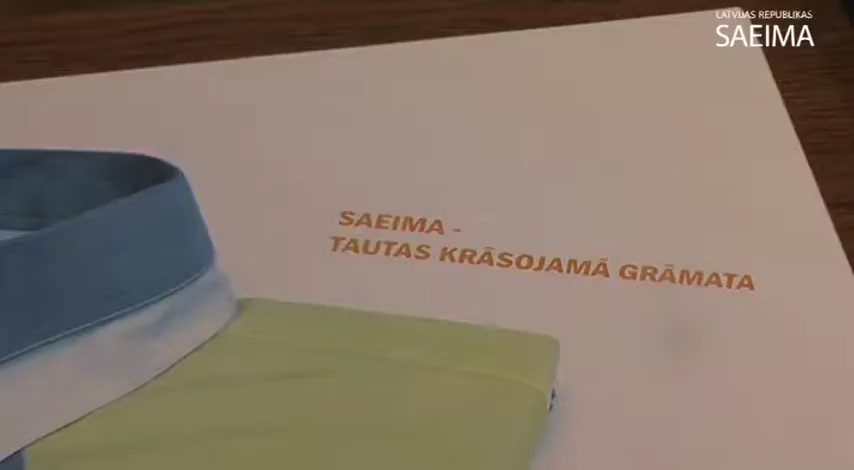 LATVIJAS REPUBLIKAS
SAEIMA
SAEIMA -
TAUTAS KRĀSOJAMĀ GRĀMATA